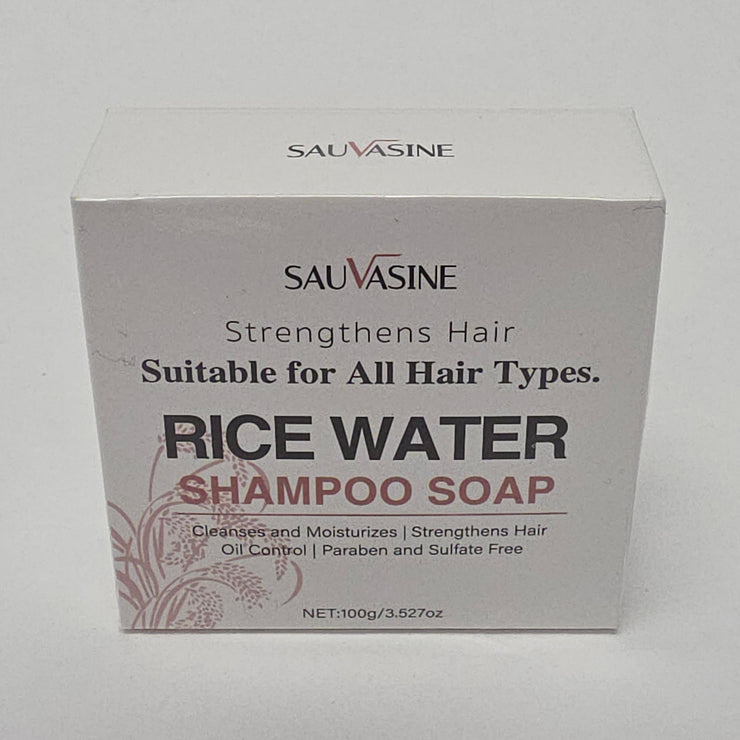 SAUVASINE
SAUVASINE
Strengthens Hair
Suitable for All Hair Types.
RICE WATER
SHAMPOO SOAP
Cleanses and Moisturizes | Strengthens Hair
Oil Control | Paraben and Sulfate Free
NET:100g/3.527oz